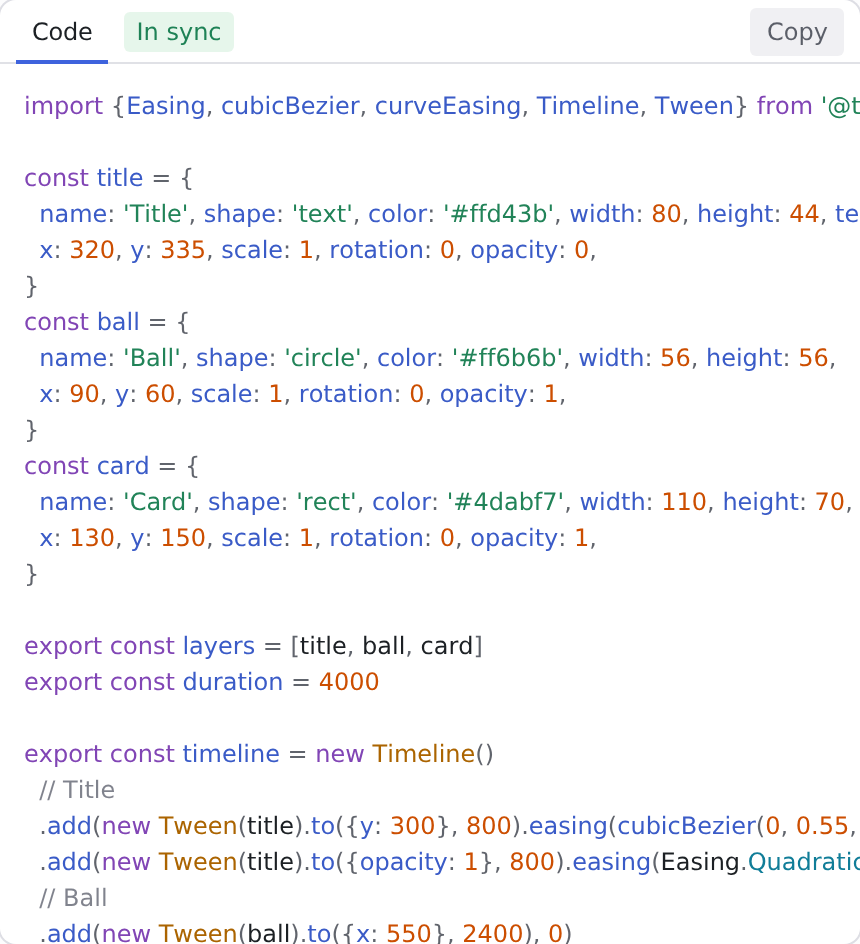 Code In sync Copy
import {Easing, cubicBezier, curveEasing, Timeline, Tween} from '@t
const title = {
name: 'Title', shape: 'text', color: '#ffd43b', width: 80, height: 44, te
x: 320, y: 335, scale: 1, rotation: 0, opacity: 0,
}
const ball = {
name: 'Ball', shape: 'circle', color: '#ff6b6b', width: 56, height: 56,
x: 90, y: 60, scale: 1, rotation: 0, opacity: 1,
}
const card = {
name: 'Card', shape: 'rect', color: '#4dabf7', width: 110, height: 70,
x: 130, y: 150, scale: 1, rotation: 0, opacity: 1,
}
export const layers = [title, ball, card]
export const duration = 4000
export const timeline = new Timeline()
// Title
.add(new Tween(title).to({y: 300}, 800).easing(cubicBezier(0, 0.55,
.add(new Tween(title).to({opacity: 1}, 800).easing(Easing.Quadratic
// Ball
.add(new Tween(ball).to({x: 550}, 2400), 0)